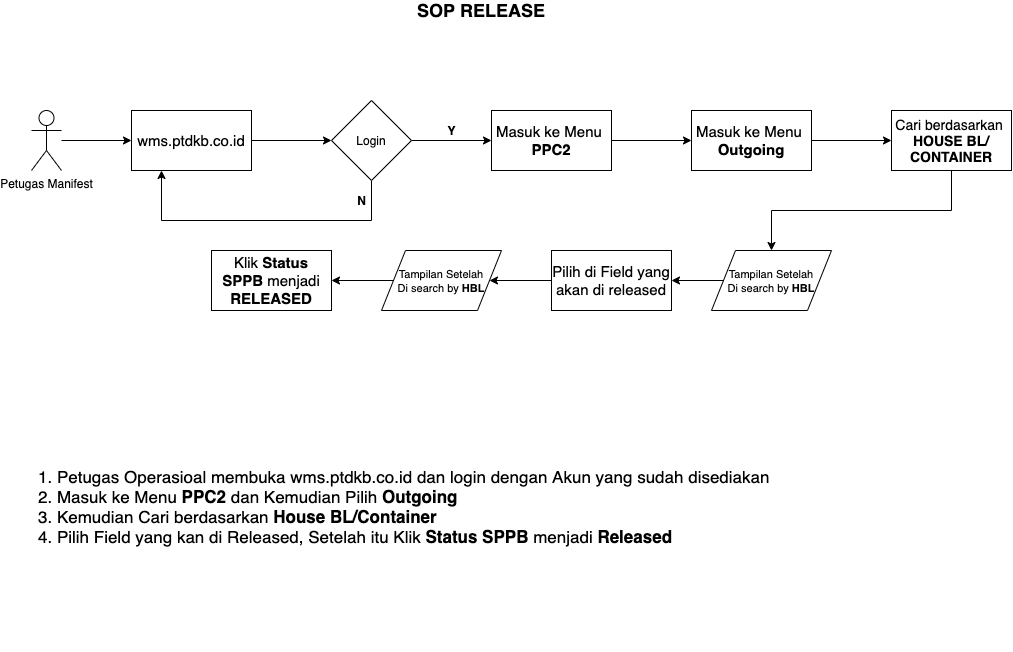 SOP RELEASE
Petugas Manifest
wms.ptdkb.co.id
Login
Y
N
Masuk ke Menu
PPC2
Masuk ke Menu
Outgoing
Cari berdasarkan
HOUSE BL/
CONTAINER
Tampilan Setelah
Di search by HBL
Pilih di Field yang
akan di released
Tampilan Setelah
Di search by HBL
Klik Status
SPPB menjadi
RELEASED
1. Petugas Operasioal membuka wms.ptdkb.co.id dan login dengan Akun yang sudah disediakan
2. Masuk ke Menu PPC2 dan Kemudian Pilih Outgoing
3. Kemudian Cari berdasarkan House BL/Container
4. Pilih Field yang kan di Released, Setelah itu Klik Status SPPB menjadi Released